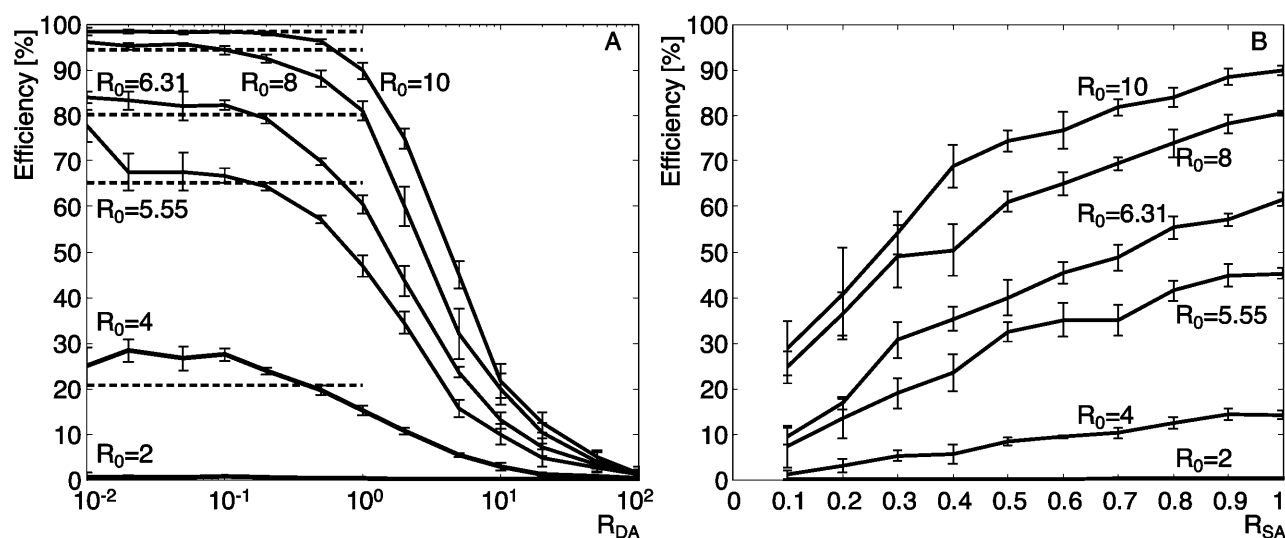 A
B
Efficiency [%]
100
90
80
70
60
50
40
30
20
10
0
R₀=6.31
R₀=8
R₀=10
R₀=5.55
R₀=4
R₀=2
10⁻²
10⁻¹
10⁰
10¹
10²
R_DA
Efficiency [%]
100
90
80
70
60
50
40
30
20
10
0
R₀=10
R₀=8
R₀=6.31
R₀=5.55
R₀=4
R₀=2
0
0.1
0.2
0.3
0.4
0.5
0.6
0.7
0.8
0.9
1
R_SA